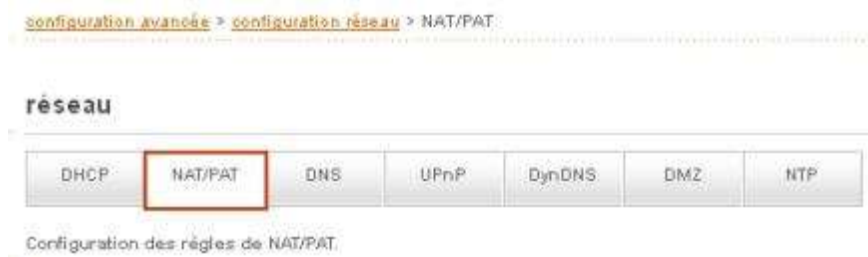 configuration avancée > configuration réseau > NAT/PAT
réseau
DHCP NAT/PAT DNS UPnP DynDNS DMZ NTP
Configuration des régles de NAT/PAT.